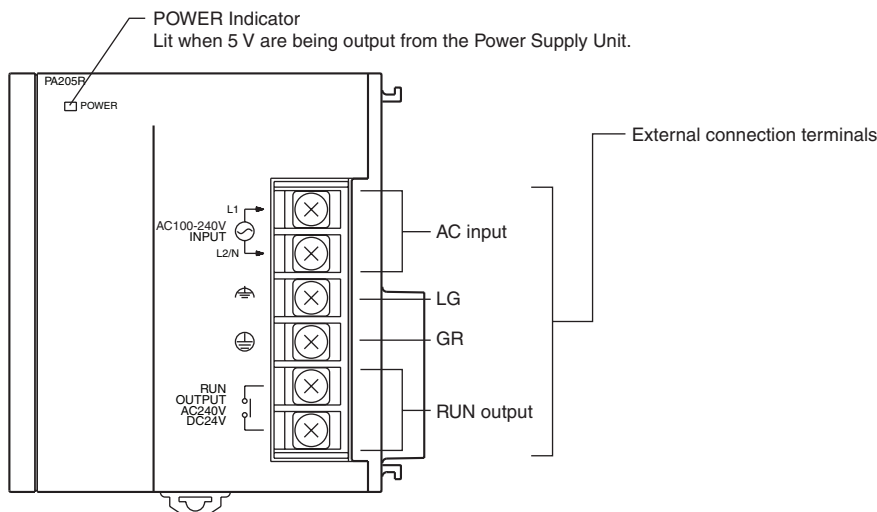 POWER Indicator
Lit when 5 V are being output from the Power Supply Unit.
PA205R
POWER
External connection terminals
L1
AC100-240V
INPUT
L2/N
AC input
LG
GR
RUN
OUTPUT
AC240V
DC24V
RUN output